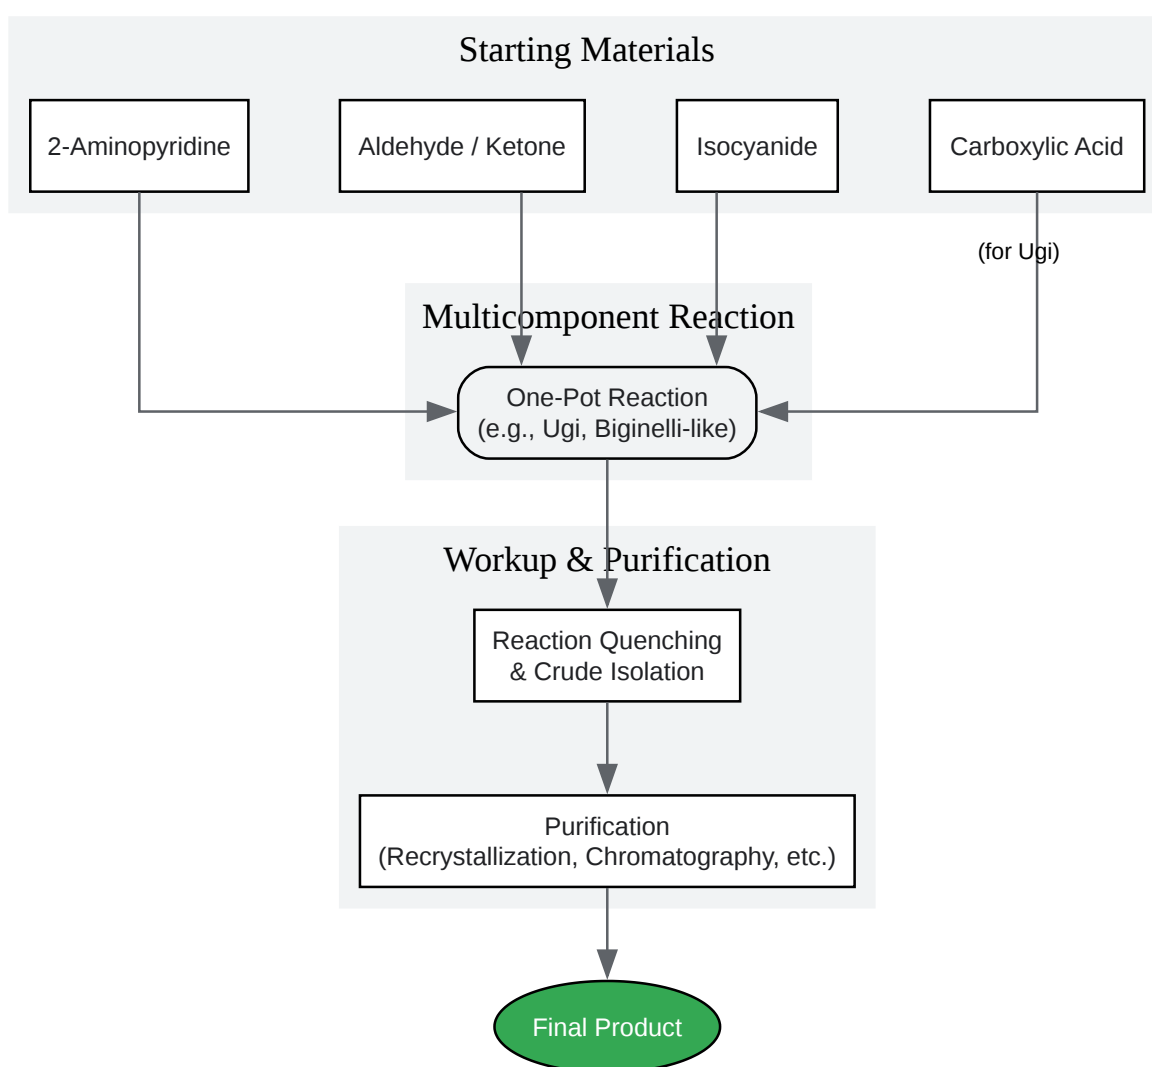 Starting Materials
2-Aminopyridine
Aldehyde / Ketone
Isocyanide
Carboxylic Acid
(for Ugi)
Multicomponent Reaction
One-Pot Reaction
(e.g., Ugi, Biginelli-like)
Workup & Purification
Reaction Quenching
& Crude Isolation
Purification
(Recrystallization, Chromatography, etc.)
Final Product